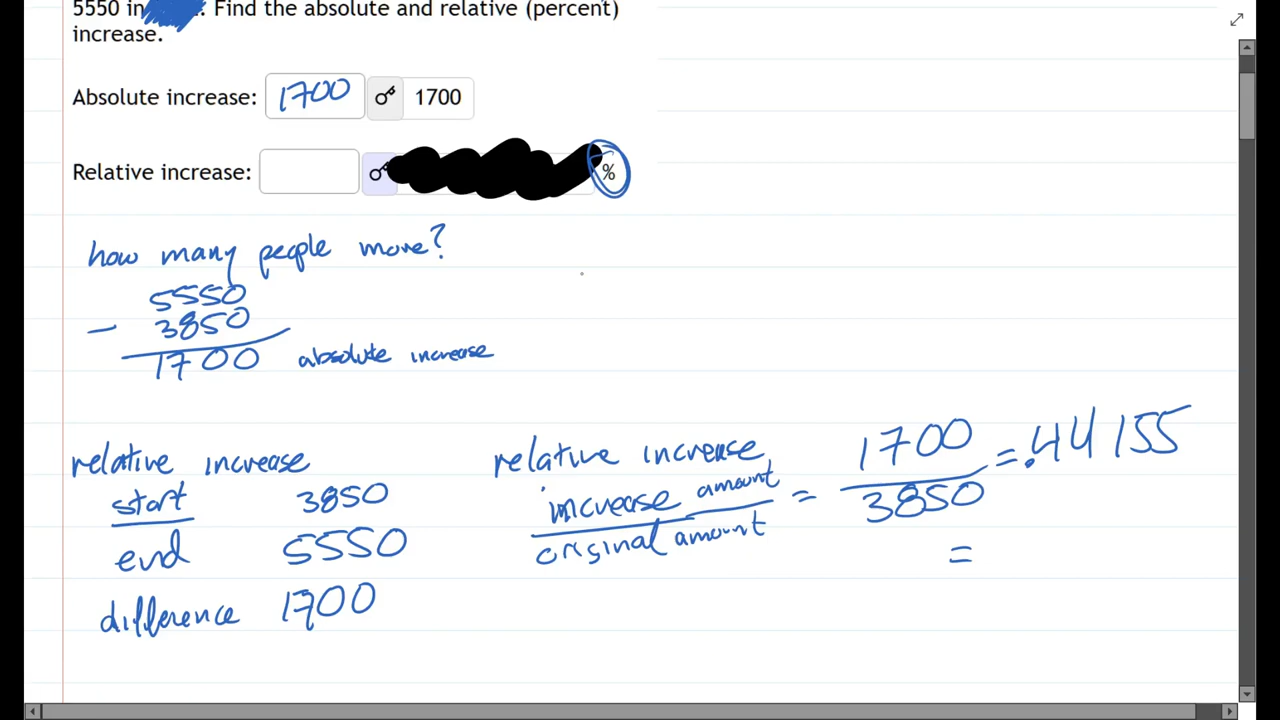 5550 in . Find the absolute and relative (percent)
increase.
Absolute increase: 1700 1700
Relative increase: %
how many people more?
5550
- 3850
1700 absolute increase
relative increase
start 3850
end 5550
difference 1700
relative increase
increase amount
original amount
= 1700
3850
= .44155
=